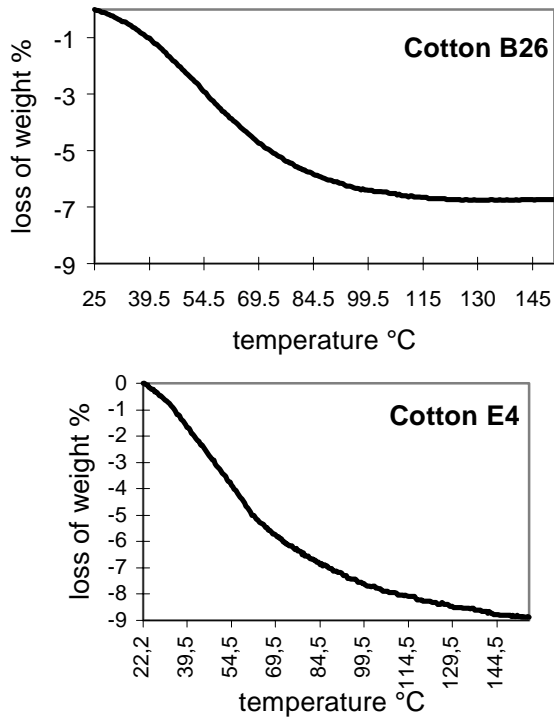 Cotton B26
loss of weight %
-1
-3
-5
-7
-9
25 39.5 54.5 69.5 84.5 99.5 115 130 145
temperature °C
Cotton E4
loss of weight %
0
-1
-2
-3
-4
-5
-6
-7
-8
-9
22,2 39,5 54,5 69,5 84,5 99,5 114,5 129,5 144,5
temperature °C